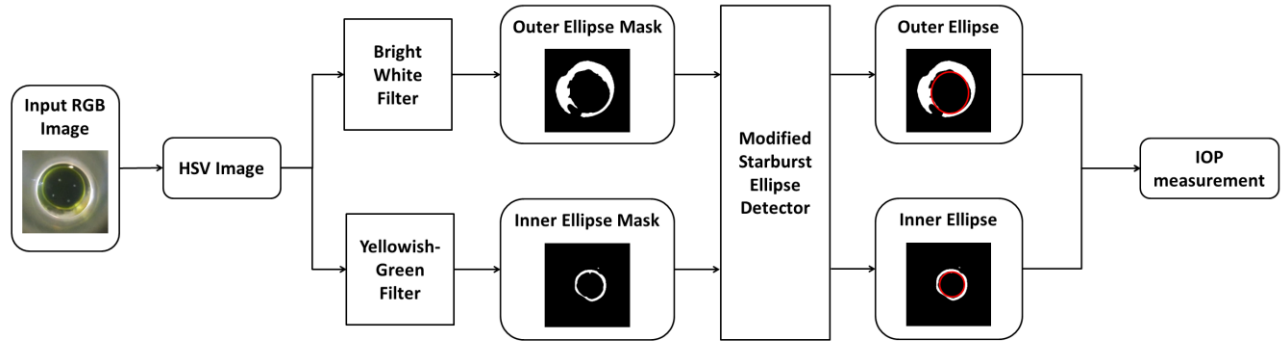 Input RGB
Image
HSV Image
Bright
White
Filter
Yellowish-
Green
Filter
Outer Ellipse Mask
Inner Ellipse Mask
Modified
Starburst
Ellipse
Detector
Outer Ellipse
Inner Ellipse
IOP
measurement